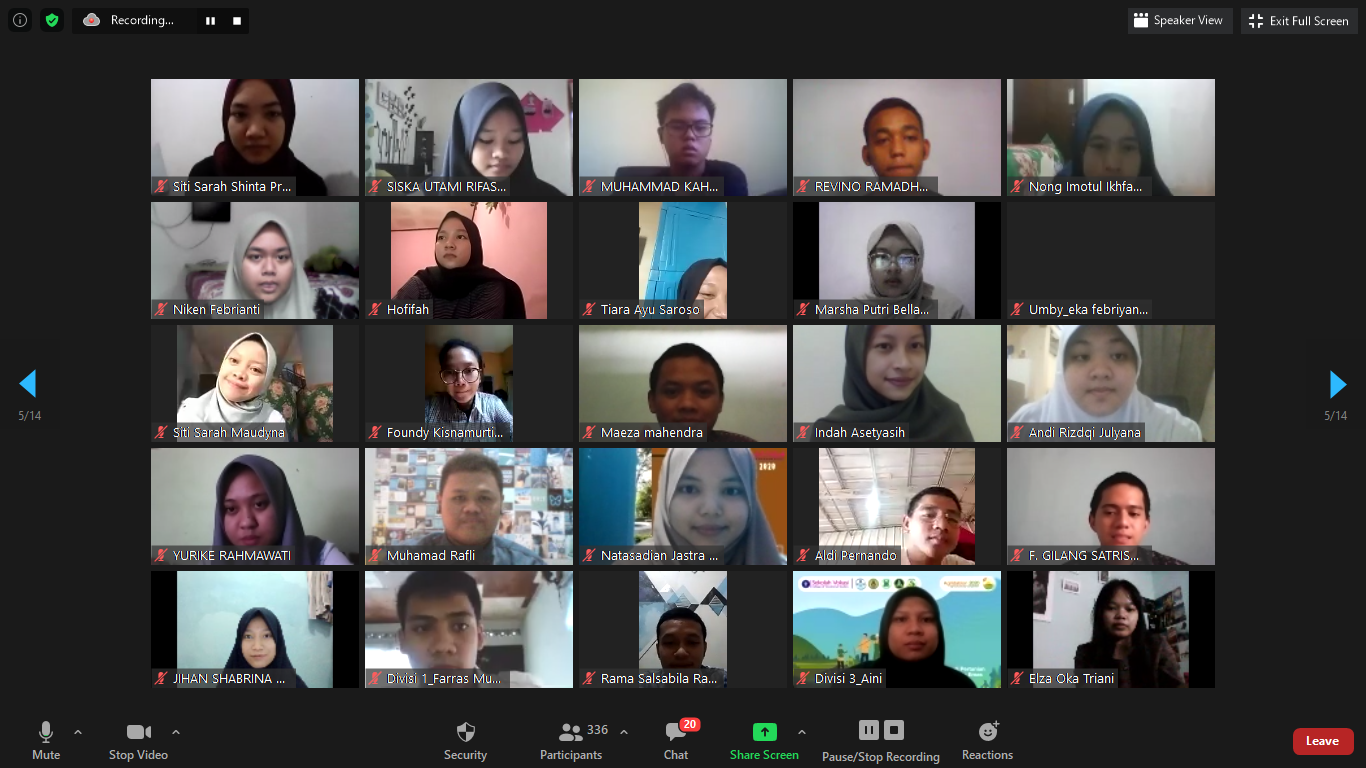 Recording...
Speaker View
Exit Full Screen
Siti Sarah Shinta Pr...
SISKA UTAMI RIFAS...
MUHAMMAD KAH...
REVINO RAMADH...
Nong Imotul Ikhfa...
Niken Febrianti
Hofifah
Tiara Ayu Saroso
Marsha Putri Bella...
Umby_eka febriyan...
5/14
5/14
Siti Sarah Maudyna
Foundy Kisnamurti...
Maeza mahendra
Indah Asetyasih
Andi Rizdqi Julyana
2020
YURIKE RAHMAWATI
Muhamad Rafli
Natasadian Jastra ...
Aldi Pernando
F. GILANG SATRIS...
Sekolah Vokasi
JIHAN SHABRINA ...
Divisi 1_Farras Mu...
Rama Salsabila Ra...
Divisi 3_Aini
Elza Oka Triani
336
20
Mute
Stop Video
Security
Participants
Chat
Share Screen
Pause/Stop Recording
Reactions
Leave